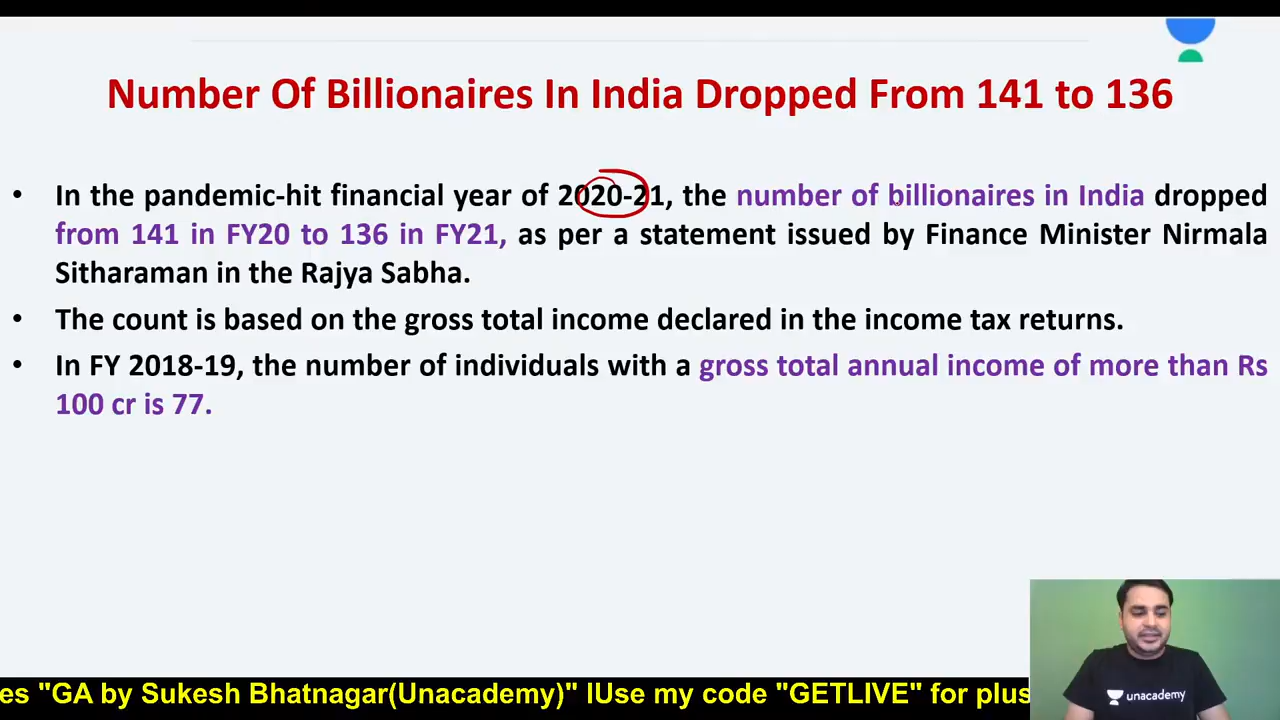 Number Of Billionaires In India Dropped From 141 to 136
• In the pandemic-hit financial year of 2020-21, the number of billionaires in India dropped
from 141 in FY20 to 136 in FY21, as per a statement issued by Finance Minister Nirmala
Sitharaman in the Rajya Sabha.
• The count is based on the gross total income declared in the income tax returns.
• In FY 2018-19, the number of individuals with a gross total annual income of more than Rs
100 cr is 77.
unacademy
es "GA by Sukesh Bhatnagar(Unacademy)" lUse my code "GETLIVE" for plus